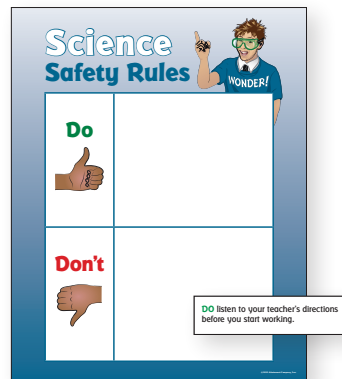 Science
Safety Rules
WONDER!
Do
Don't
DO listen to your teacher's directions
before you start working.